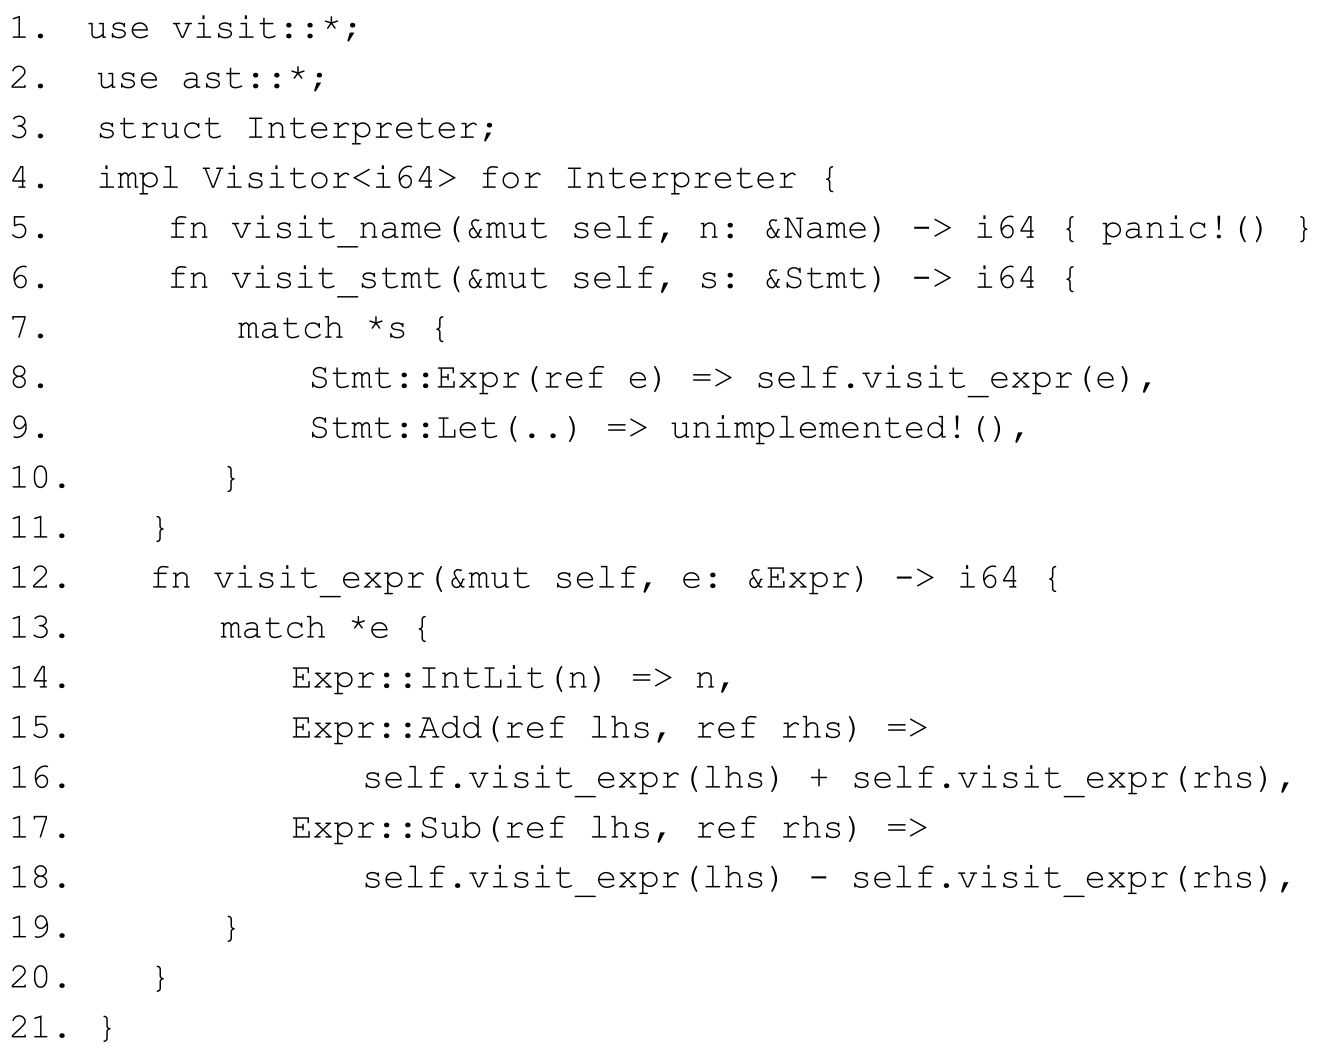 1. use visit::*;
2. use ast::*;
3. struct Interpreter;
4. impl Visitor<i64> for Interpreter {
5. fn visit_name(&mut self, n: &Name) -> i64 { panic!() }
6. fn visit_stmt(&mut self, s: &Stmt) -> i64 {
7. match *s {
8. Stmt::Expr(ref e) => self.visit_expr(e),
9. Stmt::Let(..) => unimplemented!(),
10. }
11. }
12. fn visit_expr(&mut self, e: &Expr) -> i64 {
13. match *e {
14. Expr::IntLit(n) => n,
15. Expr::Add(ref lhs, ref rhs) =>
16. self.visit_expr(lhs) + self.visit_expr(rhs),
17. Expr::Sub(ref lhs, ref rhs) =>
18. self.visit_expr(lhs) - self.visit_expr(rhs),
19. }
20. }
21. }